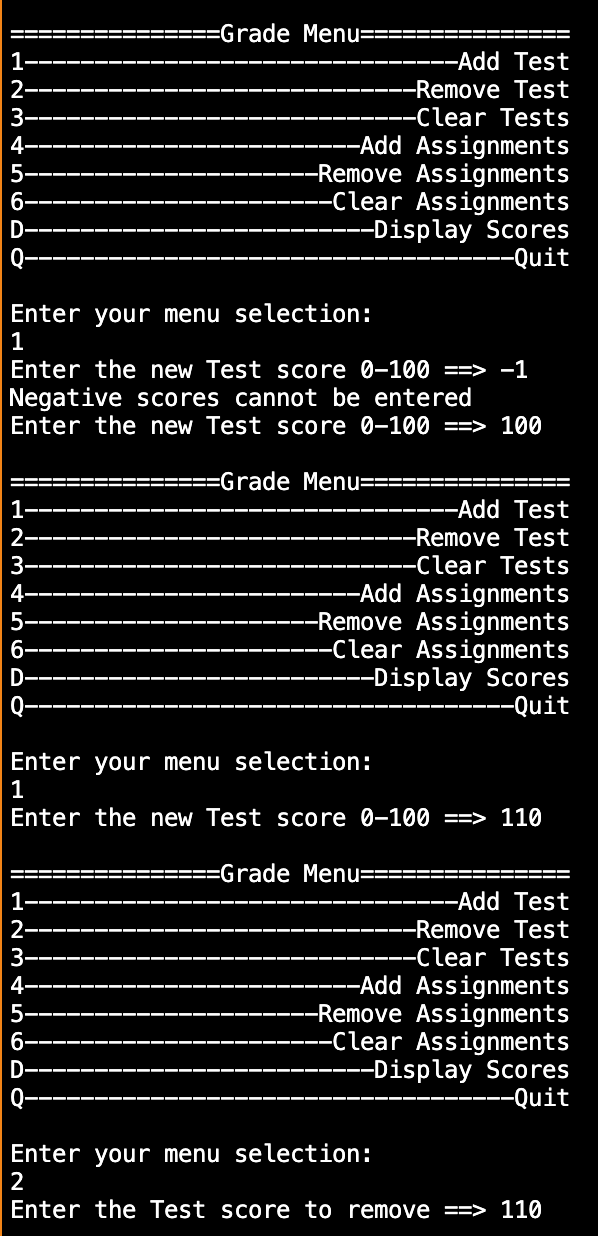 ===============Grade Menu===============
1-------------------------------Add Test
2----------------------------Remove Test
3----------------------------Clear Tests
4------------------------Add Assignments
5---------------------Remove Assignments
6----------------------Clear Assignments
D-------------------------Display Scores
Q-----------------------------------Quit
Enter your menu selection:
1
Enter the new Test score 0-100 ==> -1
Negative scores cannot be entered
Enter the new Test score 0-100 ==> 100
===============Grade Menu===============
1-------------------------------Add Test
2----------------------------Remove Test
3----------------------------Clear Tests
4------------------------Add Assignments
5---------------------Remove Assignments
6----------------------Clear Assignments
D-------------------------Display Scores
Q-----------------------------------Quit
Enter your menu selection:
1
Enter the new Test score 0-100 ==> 110
===============Grade Menu===============
1-------------------------------Add Test
2----------------------------Remove Test
3----------------------------Clear Tests
4------------------------Add Assignments
5---------------------Remove Assignments
6----------------------Clear Assignments
D-------------------------Display Scores
Q-----------------------------------Quit
Enter your menu selection:
2
Enter the Test score to remove ==> 110